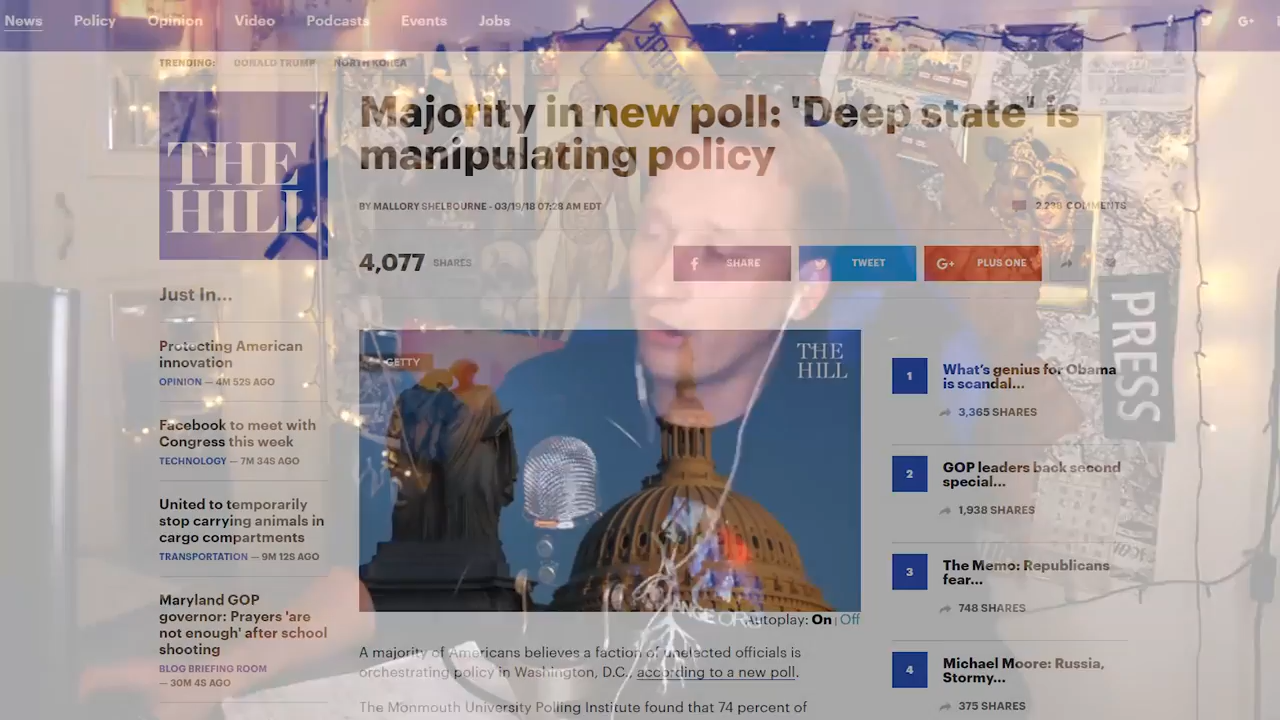 News Policy Opinion Video Podcasts Events Jobs
TRENDING: DONALD TRUMP NORTH KOREA
Majority in new poll: 'Deep state' is
manipulating policy
THE
HILL
BY MALLORY SHELBOURNE - 03/19/18 07:28 AM EDT
2,238 COMMENTS
4,077 SHARES
SHARE
TWEET
G+ PLUS ONE
Just In...
Protecting American
innovation
OPINION — 4M 52S AGO
Facebook to meet with
Congress this week
TECHNOLOGY — 7M 34S AGO
United to temporarily
stop carrying animals in
cargo compartments
TRANSPORTATION — 9M 12S AGO
Maryland GOP
governor: Prayers 'are
not enough' after school
shooting
BLOG BRIEFING ROOM
— 30M 4S AGO
GETTY
THE
HILL
Autoplay: On | Off
A majority of Americans believes a faction of unelected officials is
orchestrating policy in Washington, D.C., according to a new poll.
The Monmouth University Polling Institute found that 74 percent of
1
What's genius for Obama
is scandal...
3,365 SHARES
2
GOP leaders back second
special...
1,938 SHARES
3
The Memo: Republicans
fear...
748 SHARES
4
Michael Moore: Russia,
Stormy...
375 SHARES
PRESS